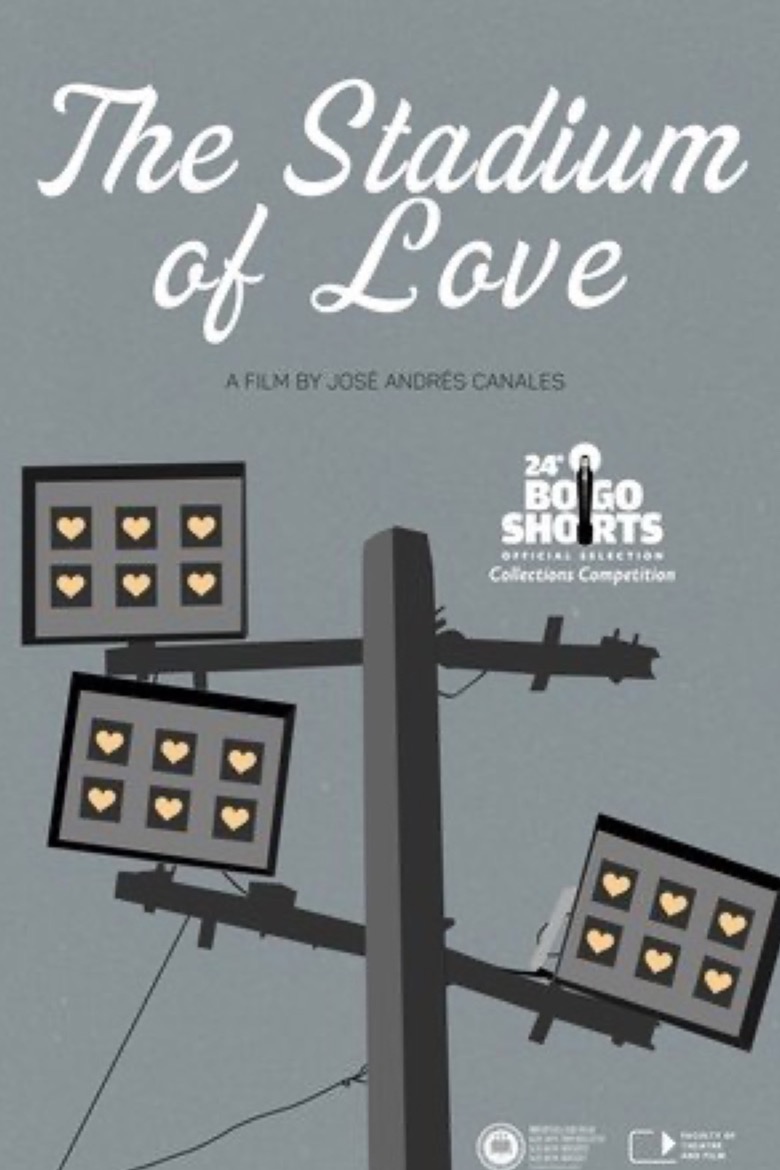 The Stadium
of Love
A FILM BY JOSÉ ANDRÉS CANALES
24°
BOGO
SHORTS
OFFICIAL SELECTION
Collections Competition
FACULTY OF
THEATRE
AND FILM